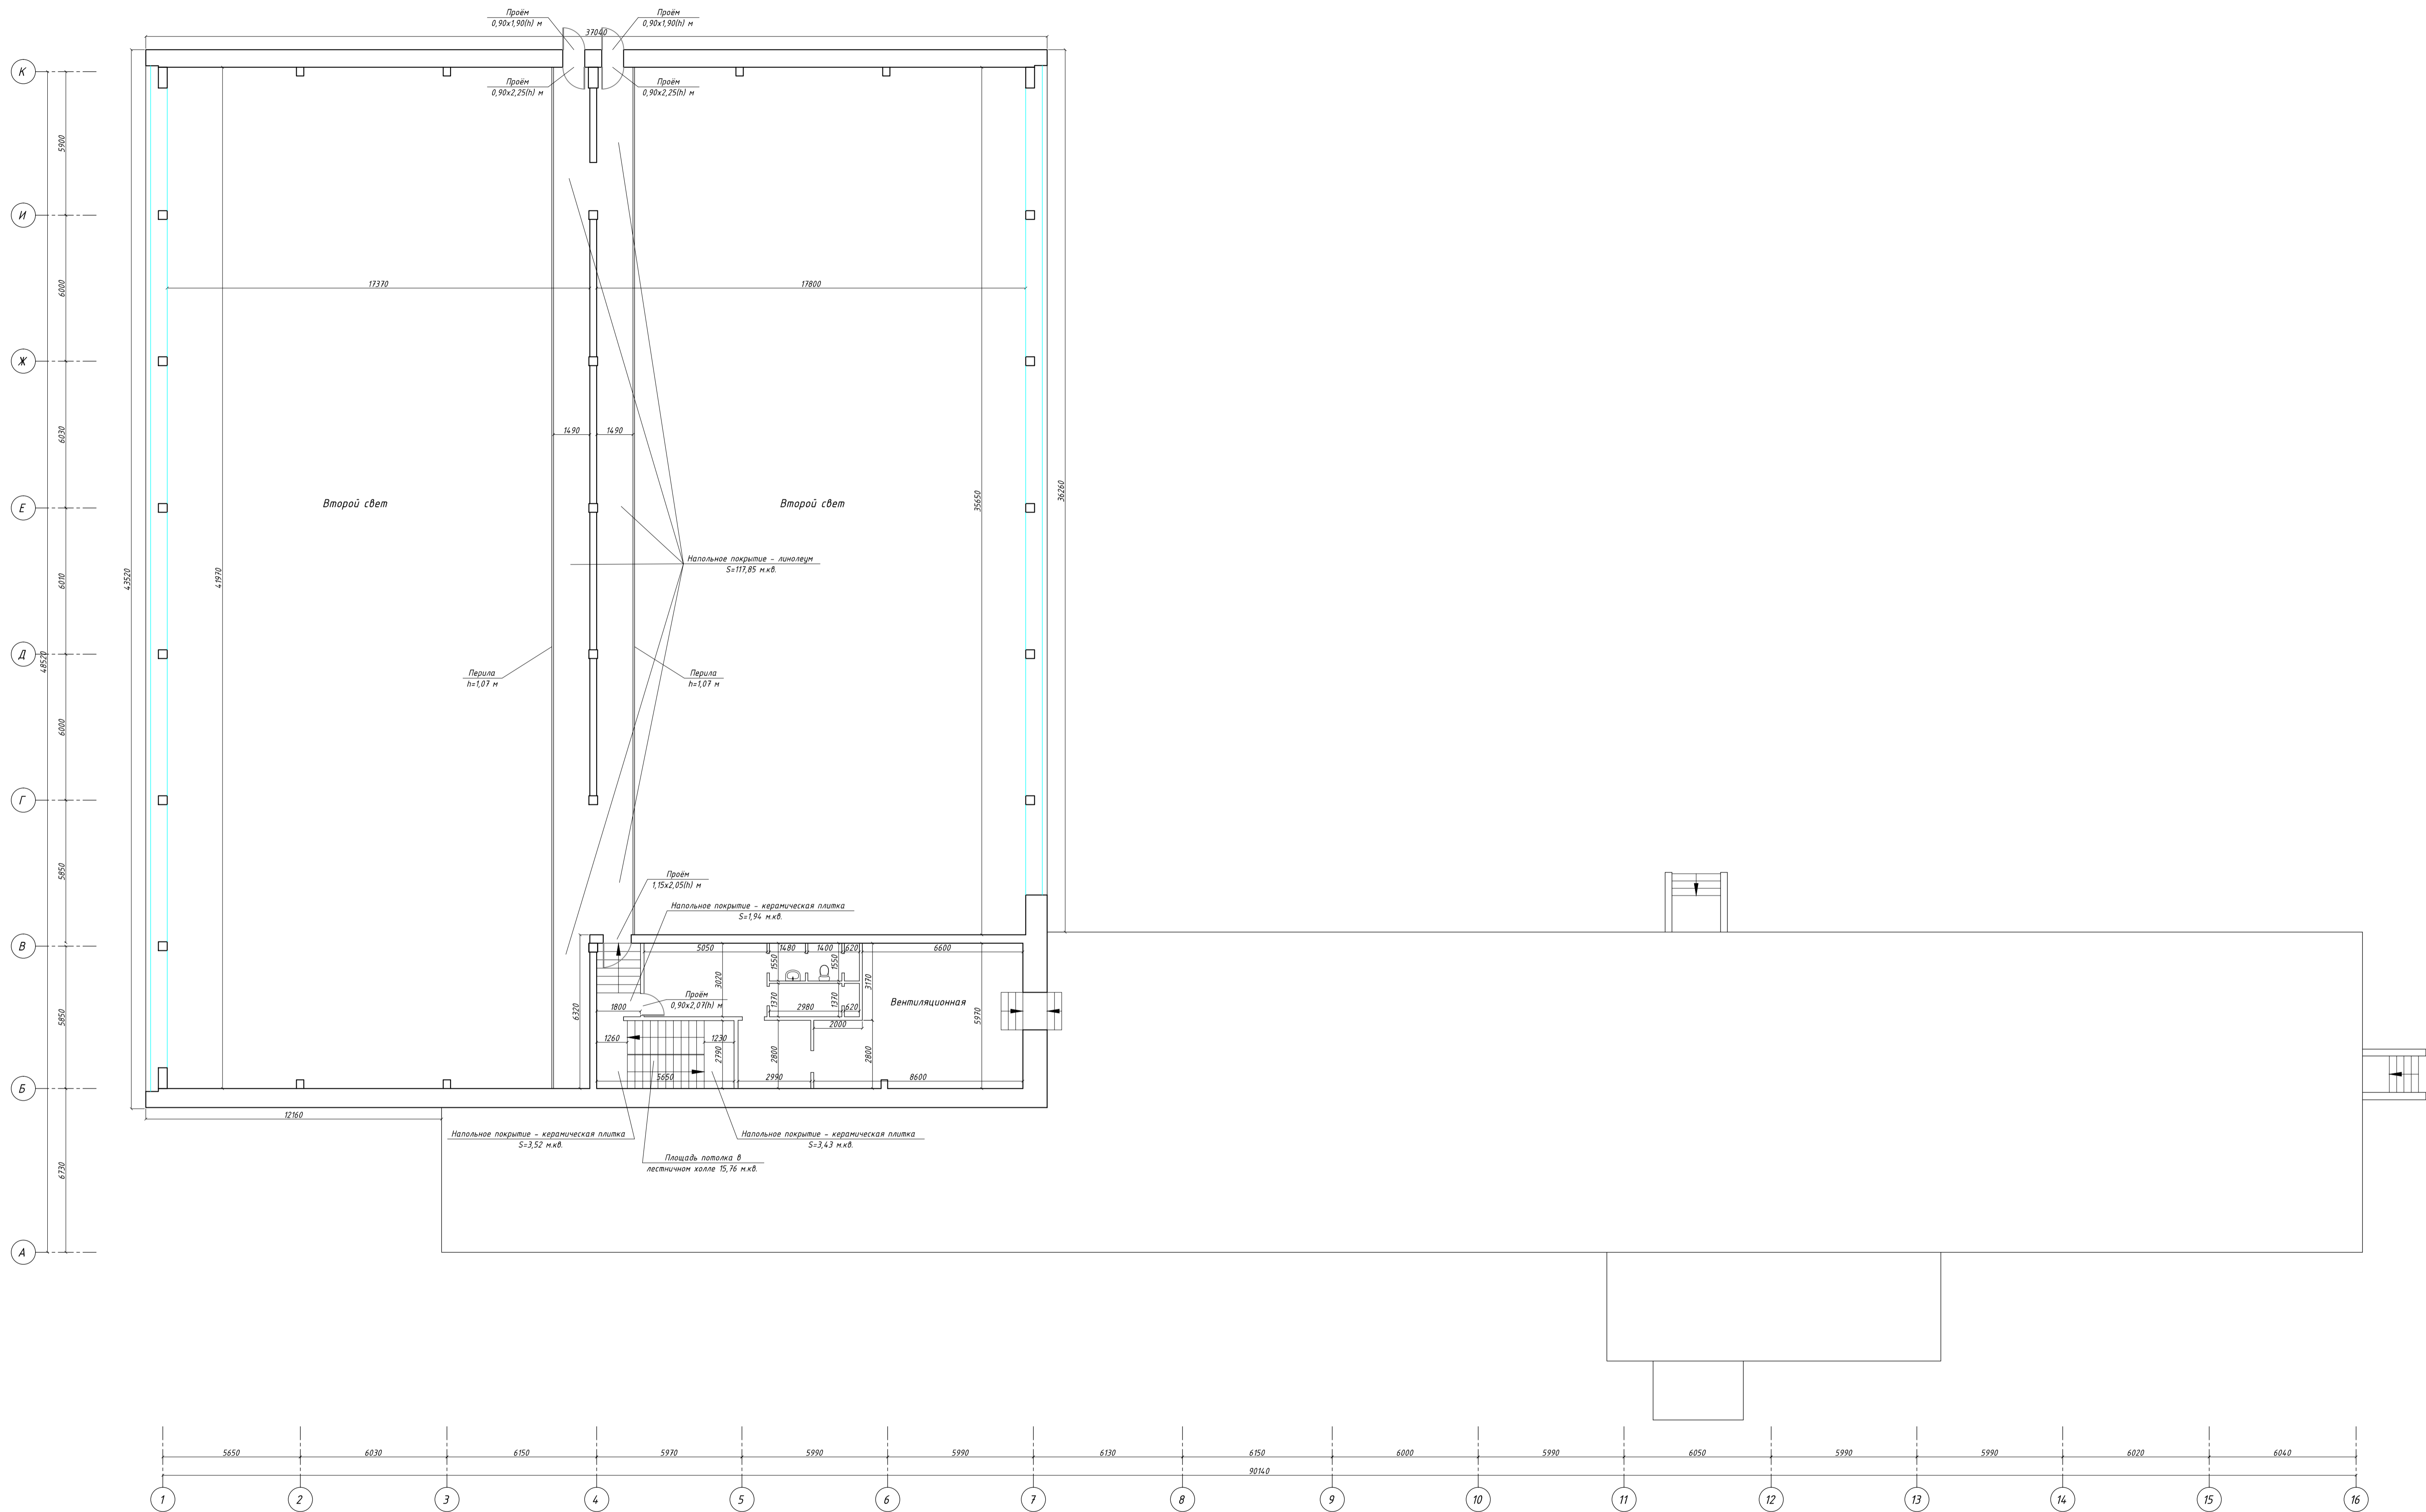 Проём
0,90х1,90(h) м
Проём
0,90х1,90(h) м
37040
К
Проём
0,90х2,25(h) м
Проём
0,90х2,25(h) м
5900
И
6000
17370
17800
Ж
6030
1490
1490
Е
Второй свет
Второй свет
35650
36260
Напольное покрытие - линолеум
S=117,85 м.кв.
6010
43520
41970
Д
48520
Перила
h=1,07 м
Перила
h=1,07 м
6000
Г
5850
Проём
1,15х2,05(h) м
Напольное покрытие - керамическая плитка
S=1,94 м.кв.
В
5050
1480
1400
620
6600
1550
1550
3020
3170
Проём
0,90х2,07(h) м
1800
1370
2980
1370
620
Вентиляционная
6320
5970
5850
2000
1260
1230
2790
2800
2800
5650
2990
8600
Б
12160
Напольное покрытие - керамическая плитка
S=3,52 м.кв.
Напольное покрытие - керамическая плитка
S=3,43 м.кв.
Площадь потолка в
лестничном холле 15,76 м.кв.
6730
А
5650
6030
6150
5970
5990
5990
6130
6150
6000
5990
6050
5990
5990
6020
6040
90140
1
2
3
4
5
6
7
8
9
10
11
12
13
14
15
16